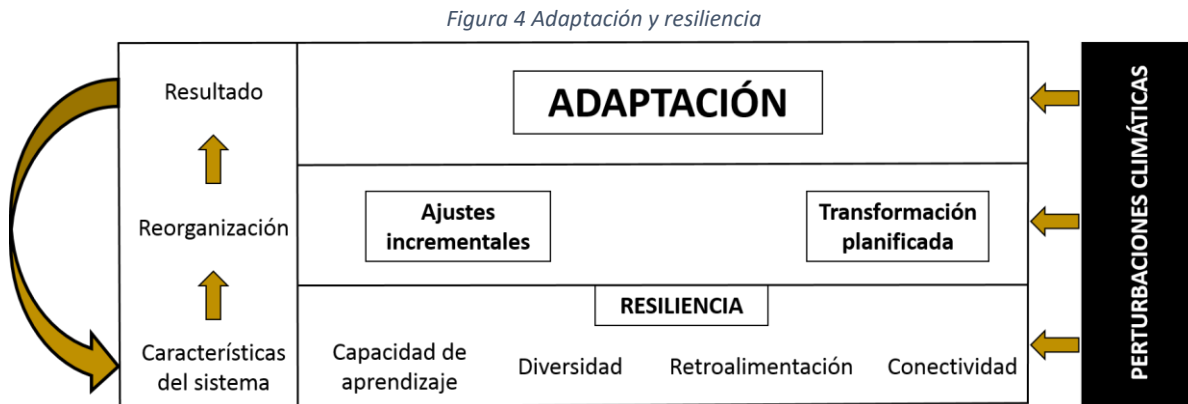 Figura 4 Adaptación y resiliencia
Resultado
ADAPTACIÓN
Reorganización
Ajustes
incrementales
Transformación
planificada
RESILIENCIA
Características
del sistema
Capacidad de
aprendizaje
Diversidad
Retroalimentación
Conectividad
PERTURBACIONES CLIMÁTICAS